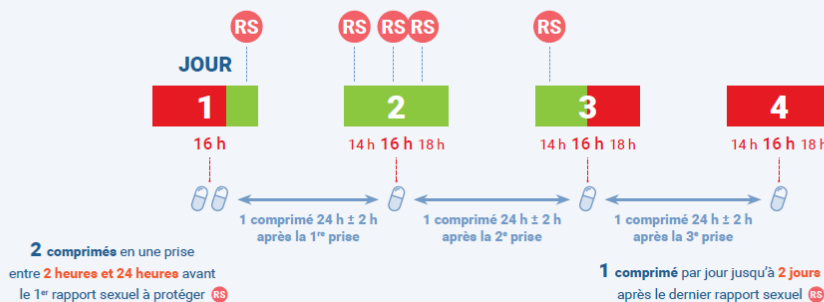 RS RS RS RS RS
JOUR
1 2 3 4
16 h 14 h 16 h 18 h 14 h 16 h 18 h 14 h 16 h 18 h
1 comprimé 24 h ± 2 h
après la 1re prise
1 comprimé 24 h ± 2 h
après la 2e prise
1 comprimé 24 h ± 2 h
après la 3e prise
2 comprimés en une prise
entre 2 heures et 24 heures avant
le 1er rapport sexuel à protéger RS
1 comprimé par jour jusqu’à 2 jours
après le dernier rapport sexuel RS